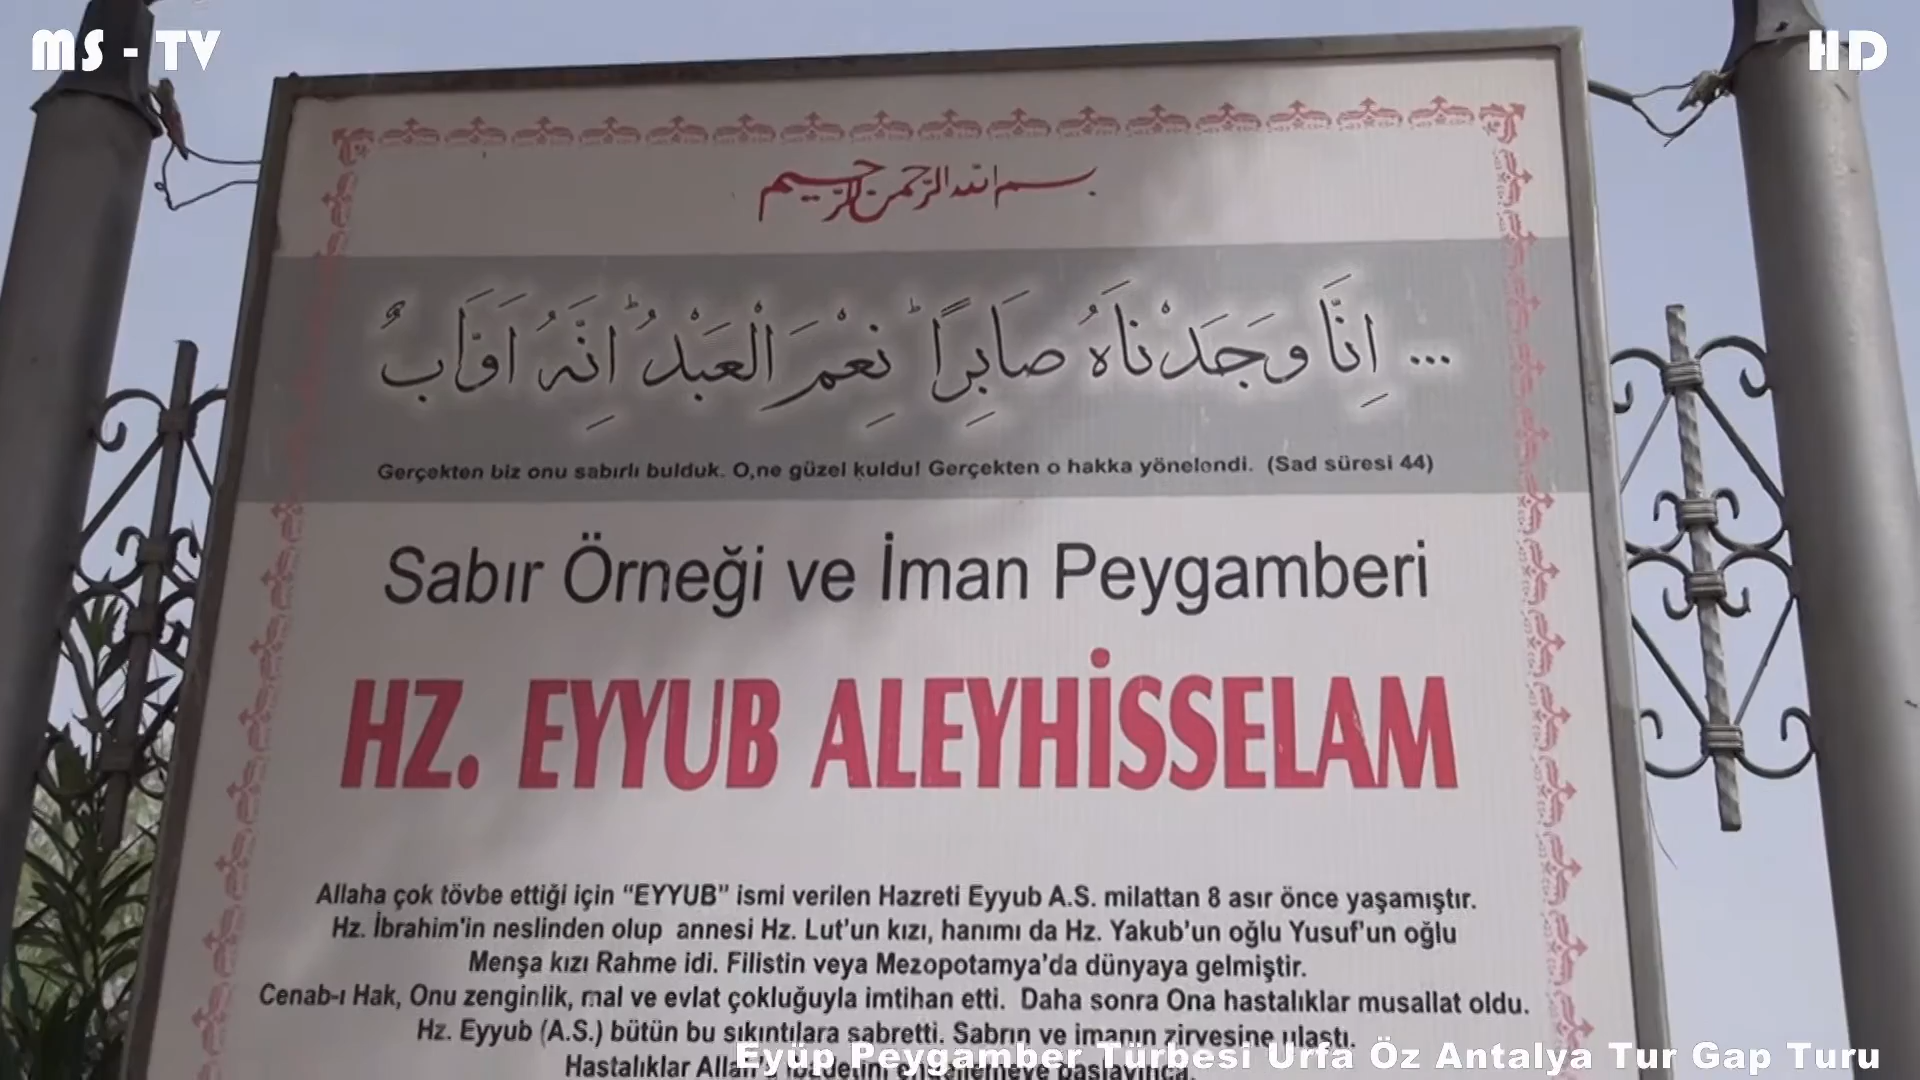 MS - TV
HD
بسم الله الرحمن الرحيم
... اِنَّا وَجَدْنَاهُ صَابِرًا ۜ نِعْمَ الْعَبْدُ ۜ اِنَّهُ اَوَّابٌ
Gerçekten biz onu sabırlı bulduk. O,ne güzel kuldu! Gerçekten o hakka yönelendi. (Sad süresi 44)
Sabır Örneği ve İman Peygamberi
HZ. EYYUB ALEYHİSSELAM
Allaha çok tövbe ettiği için “EYYUB” ismi verilen Hazreti Eyyub A.S. milattan 8 asır önce yaşamıştır.
Hz. İbrahim'in neslinden olup annesi Hz. Lut'un kızı, hanımı da Hz. Yakub'un oğlu Yusuf'un oğlu
Menşa kızı Rahme idi. Filistin veya Mezopotamya'da dünyaya gelmiştir.
Cenab-ı Hak, Onu zenginlik, mal ve evlat çokluğuyla imtihan etti. Daha sonra Ona hastalıklar musallat oldu.
Hz. Eyyub (A.S.) bütün bu sıkıntılara sabretti. Sabrın ve imanın zirvesine ulaştı.
Hastalıklar
Eyüp Peygamber Türbesi Urfa Öz Antalya Tur Gap Turu